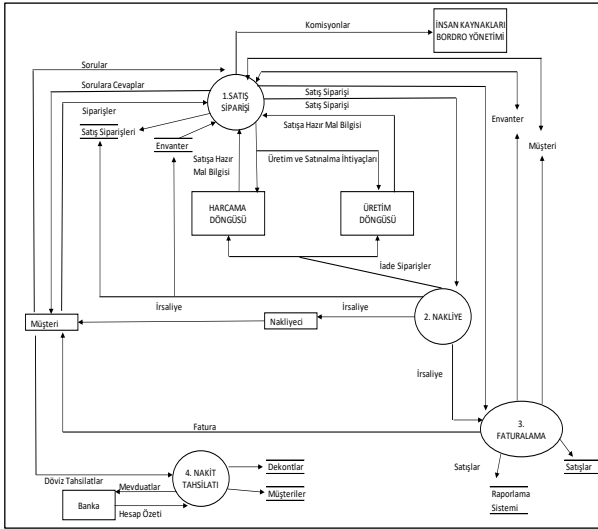 Komisyonlar
İNSAN KAYNAKLARI
BORDRO YÖNETİMİ
Sorular
Sorulara Cevaplar
Siparişler
Satış Siparişleri
1.SATIŞ
SİPARİŞİ
Satış Siparişi
Satış Siparişi
Satışa Hazır Mal Bilgisi
Envanter
Satışa Hazır
Mal Bilgisi
Üretim ve Satınalma İhtiyaçları
Envanter
Müşteri
HARCAMA
DÖNGÜSÜ
ÜRETİM
DÖNGÜSÜ
İade Siparişler
İrsaliye
İrsaliye
Müşteri
Nakliyeci
2. NAKLİYE
İrsaliye
Fatura
3.
FATURALAMA
Döviz Tahsilatlar
Mevduatlar
Banka
Hesap Özeti
4. NAKİT
TAHSİLATI
Dekontlar
Müşteriler
Satışlar
Satışlar
Raporlama
Sistemi